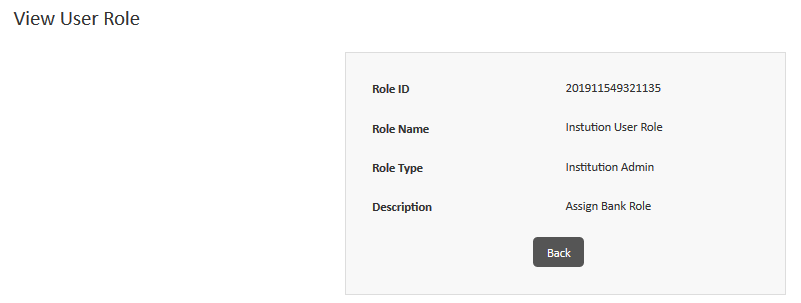 View User Role
Role ID 201911549321135
Role Name Instution User Role
Role Type Institution Admin
Description Assign Bank Role
Back